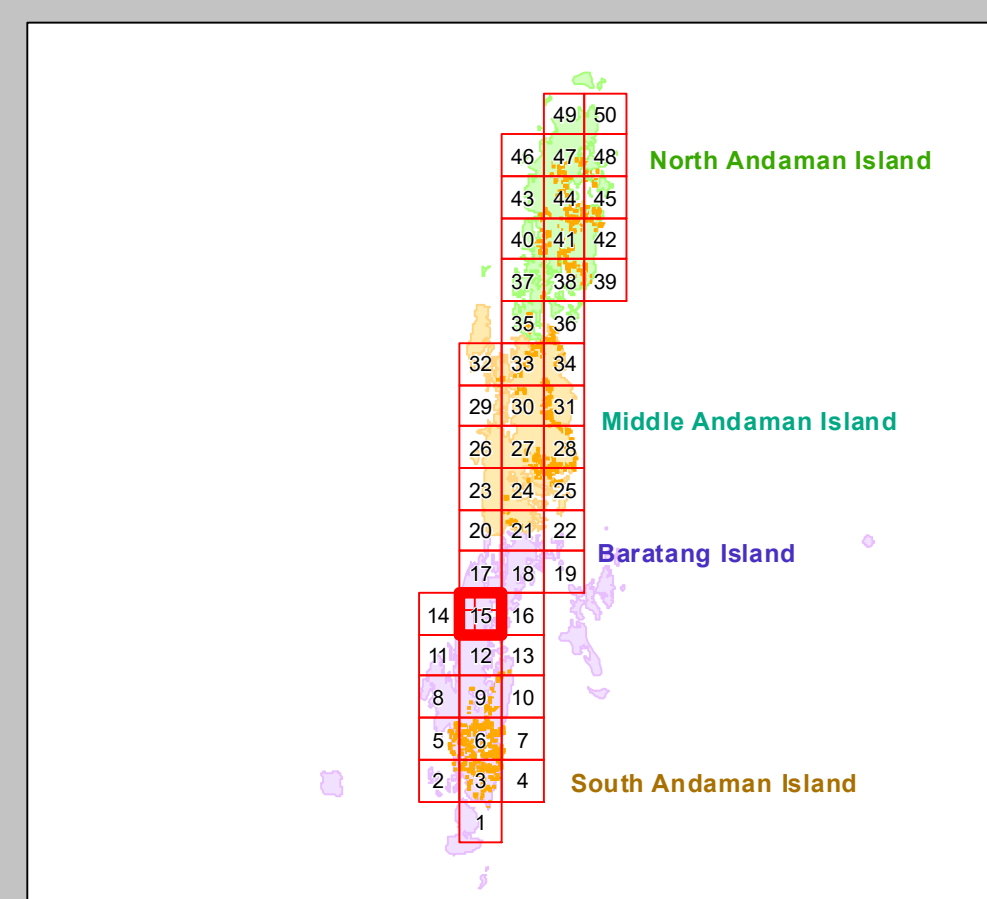 49 50
46 47 48
North Andaman Island
43 44 45
40 41 42
37 38 39
35 36
32 33 34
29 30 31
Middle Andaman Island
26 27 28
23 24 25
20 21 22
Baratang Island
17 18 19
14 15 16
11 12 13
8 9 10
5 6 7
2 3 4
South Andaman Island
1